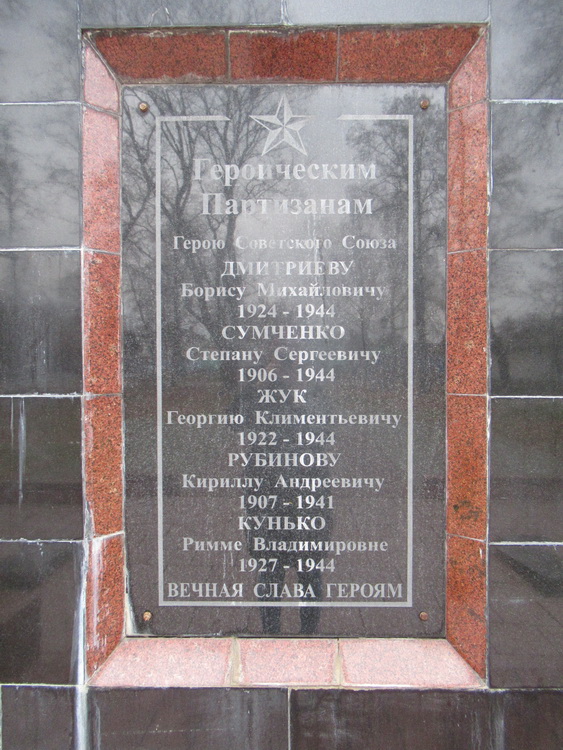 Героическим
Партизанам
Герою Советского Союза
ДМИТРИЕВУ
Борису Михайловичу
1924 - 1944
СУМЧЕНКО
Степану Сергеевичу
1906 - 1944
ЖУК
Георгию Климентьевичу
1922 - 1944
РУБИНОВУ
Кириллу Андреевичу
1907 - 1941
КУНЬКО
Римме Владимировне
1927 - 1944
ВЕЧНАЯ СЛАВА ГЕРОЯМ